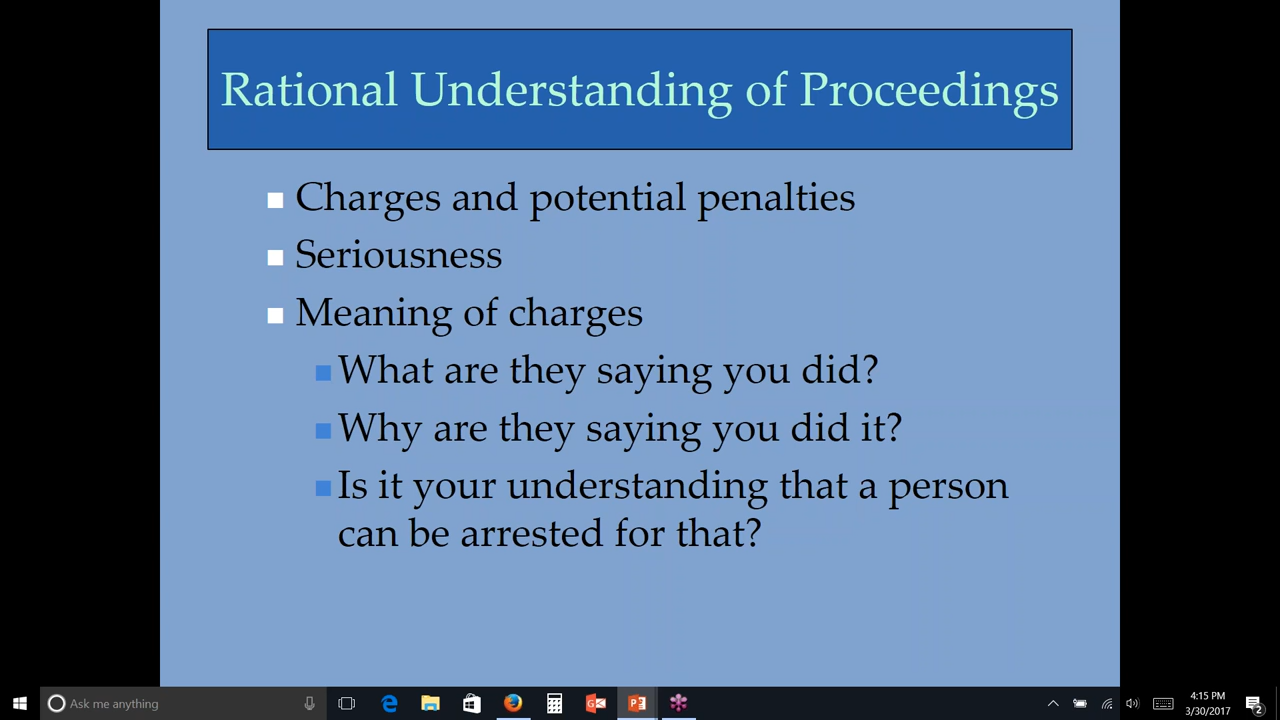 Rational Understanding of Proceedings
Charges and potential penalties
Seriousness
Meaning of charges
What are they saying you did?
Why are they saying you did it?
Is it your understanding that a person
can be arrested for that?
Ask me anything
4:15 PM
3/30/2017
2